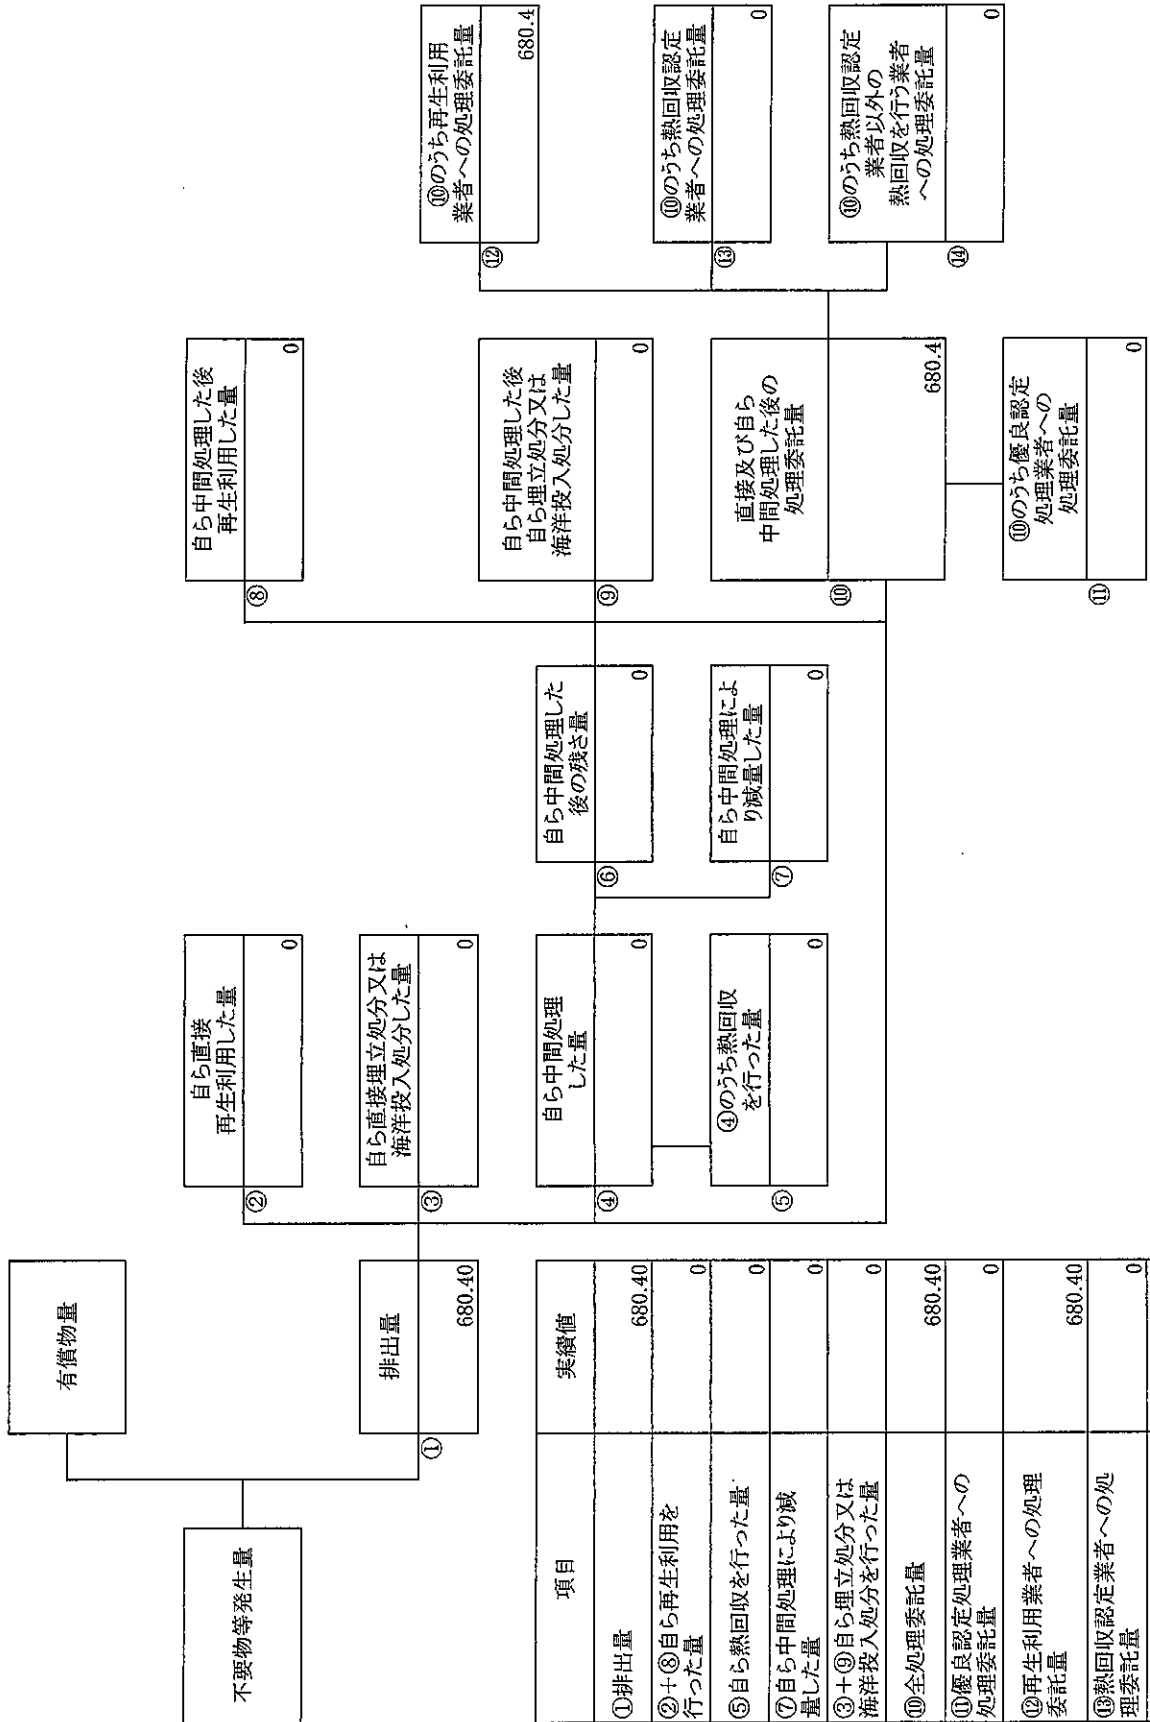 不要物等発生量
有償物量
排出量
①
680.40
自ら直接
再生利用した量
②
0
自ら直接埋立処分又は
海洋投入処分した量
③
0
自ら中間処理
した量
④
0
④のうち熱回収
を行った量
⑤
0
自ら中間処理した
後の残さ量
⑥
0
自ら中間処理によ
り減量した量
⑦
0
自ら中間処理した後
再生利用した量
⑧
0
自ら中間処理した後
自ら埋立処分又は
海洋投入処分した量
⑨
0
直接及び自ら
中間処理した後の
処理委託量
⑩
680.4
⑩のうち優良認定
処理業者への
処理委託量
⑪
0
⑩のうち再生利用
業者への処理委託量
⑫
680.4
⑩のうち熱回収認定
業者への処理委託量
⑬
0
⑩のうち熱回収認定
業者以外の
熱回収を行う業者
への処理委託量
⑭
0
項目 実績値
①排出量 680.40
②+⑧自ら再生利用を
行った量 0
⑤自ら熱回収を行った量 0
⑦自ら中間処理により減
量した量 0
③+⑨自ら埋立処分又は
海洋投入処分を行った量 0
⑩全処理委託量 680.40
⑪優良認定処理業者への
処理委託量 0
⑫再生利用業者への処理
委託量 680.40
⑬熱回収認定業者への処
理委託量 0